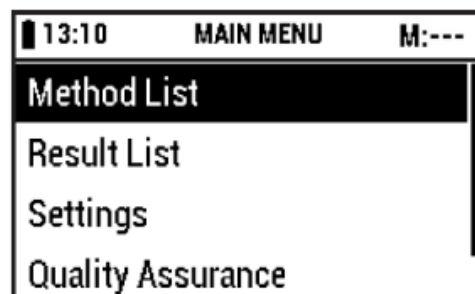 13:10 MAIN MENU M:---
Method List
Result List
Settings
Quality Assurance